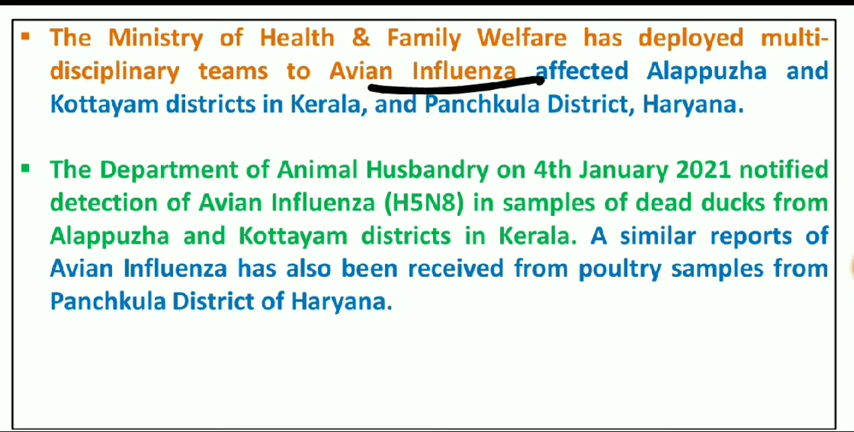 ▪ The Ministry of Health & Family Welfare has deployed multi-
disciplinary teams to Avian Influenza affected Alappuzha and
Kottayam districts in Kerala, and Panchkula District, Haryana.
▪ The Department of Animal Husbandry on 4th January 2021 notified
detection of Avian Influenza (H5N8) in samples of dead ducks from
Alappuzha and Kottayam districts in Kerala. A similar reports of
Avian Influenza has also been received from poultry samples from
Panchkula District of Haryana.